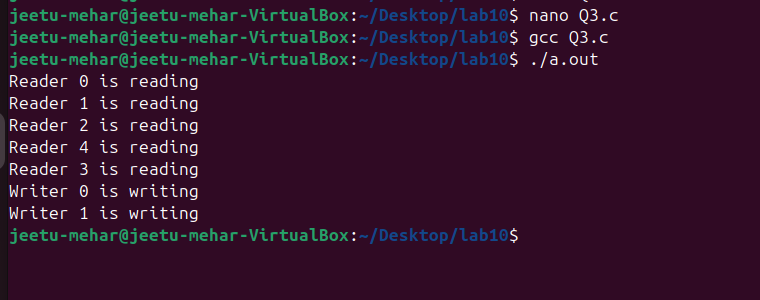 jeetu-mehar@jeetu-mehar-VirtualBox:~/Desktop/lab10$ nano Q3.c
jeetu-mehar@jeetu-mehar-VirtualBox:~/Desktop/lab10$ gcc Q3.c
jeetu-mehar@jeetu-mehar-VirtualBox:~/Desktop/lab10$ ./a.out
Reader 0 is reading
Reader 1 is reading
Reader 2 is reading
Reader 4 is reading
Reader 3 is reading
Writer 0 is writing
Writer 1 is writing
jeetu-mehar@jeetu-mehar-VirtualBox:~/Desktop/lab10$